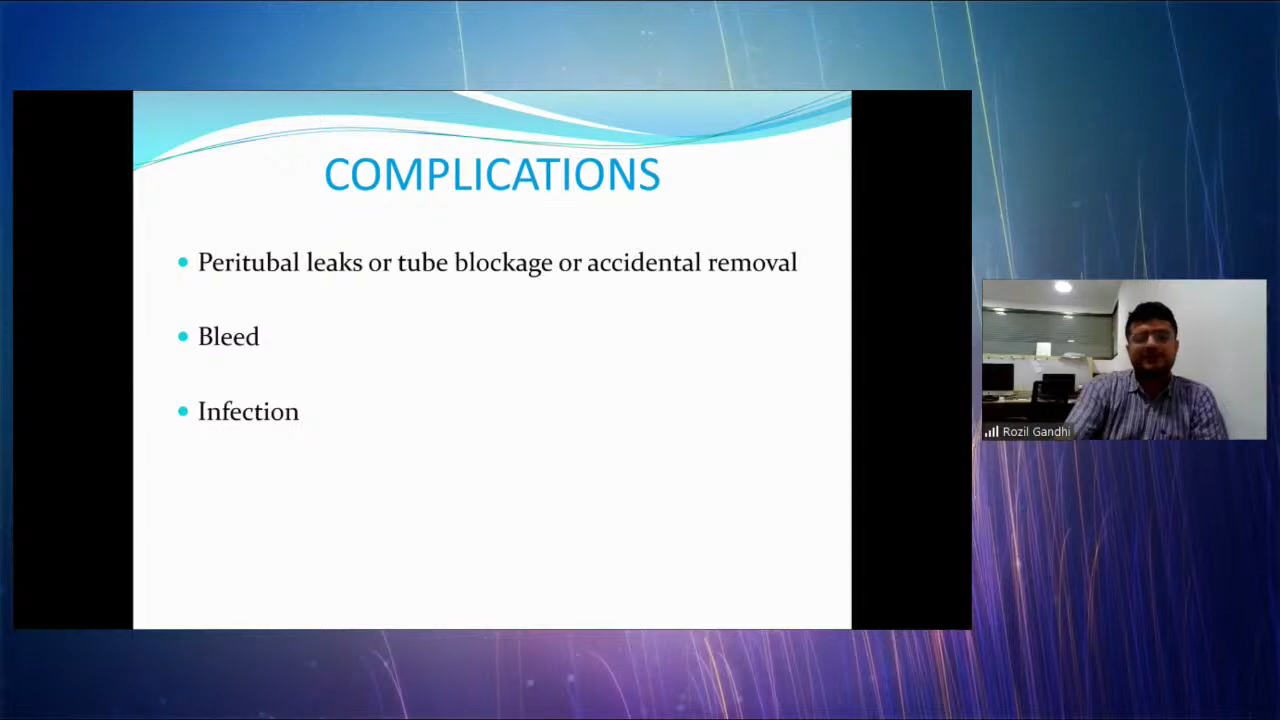 COMPLICATIONS
Peritubal leaks or tube blockage or accidental removal
Bleed
Infection
Rozil Gandhi